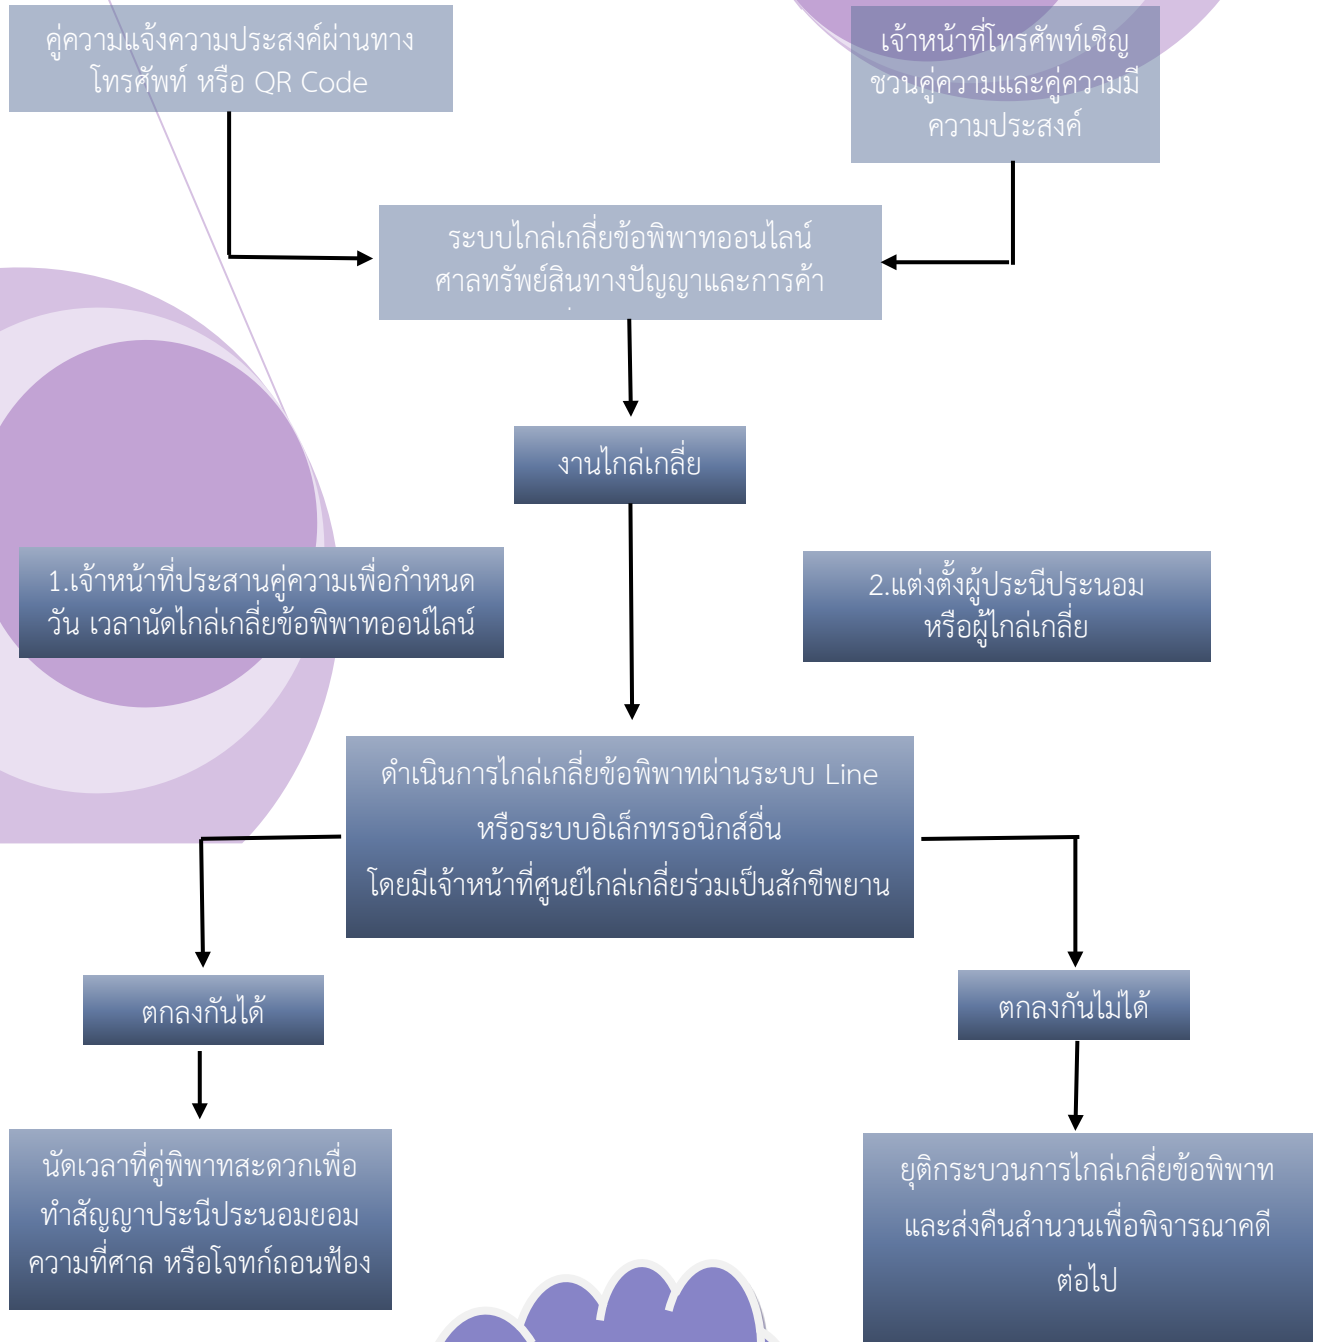 คู่ความแจ้งความประสงค์ผ่านทาง
โทรศัพท์ หรือ QR Code
เจ้าหน้าที่โทรศัพท์เชิญ
ชวนคู่ความและคู่ความมี
ความประสงค์
ระบบไกล่เกลี่ยข้อพิพาทออนไลน์
ศาลทรัพย์สินทางปัญญาและการค้า
งานไกล่เกลี่ย
1.เจ้าหน้าที่ประสานคู่ความเพื่อกำหนด
วัน เวลานัดไกล่เกลี่ยข้อพิพาทออน์ไลน์
2.แต่งตั้งผู้ประนีประนอม
หรือผู้ไกล่เกลี่ย
ดำเนินการไกล่เกลี่ยข้อพิพาทผ่านระบบ Line
หรือระบบอิเล็กทรอนิกส์อื่น
โดยมีเจ้าหน้าที่ศูนย์ไกล่เกลี่ยร่วมเป็นสักขีพยาน
ตกลงกันได้
ตกลงกันไม่ได้
นัดเวลาที่คู่พิพาทสะดวกเพื่อ
ทำสัญญาประนีประนอมยอม
ความที่ศาล หรือโจทก์ถอนฟ้อง
ยุติกระบวนการไกล่เกลี่ยข้อพิพาท
และส่งคืนสำนวนเพื่อพิจารณาคดี
ต่อไป